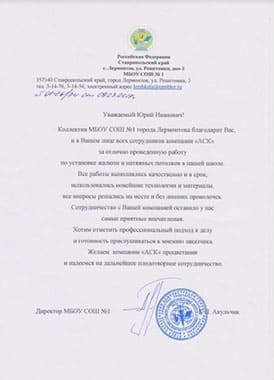 Российская Федерация
Ставропольский край
г. Лермонтов, ул. Решетника, дом 3
МБОУ СОШ № 1
357340 Ставропольский край, город Лермонтов, ул. Решетника, 3
тел. 3-14-70, 3-14-54, электронный адрес
Уважаемый Юрий Иванович!
Коллектив МБОУ СОШ №1 города Лермонтова благодарит Вас,
и в Вашем лице всех сотрудников компании «АСК»
за отлично проведенную работу
по установке жалюзи и натяжных потолков в нашей школе.
Все работы выполнялись качественно и в срок,
использовались новейшие технологии и материалы,
все вопросы решались на месте и без лишних проволочек.
Сотрудничество с Вашей компанией оставило у нас
самые приятные впечатления.
Хотим отметить профессиональный подход к делу
и готовность прислушаться к мнению заказчика.
Желаем компании «АСК» процветания
и надеемся на дальнейшее плодотворное сотрудничество.
Директор МБОУ СОШ №1 Акульчик